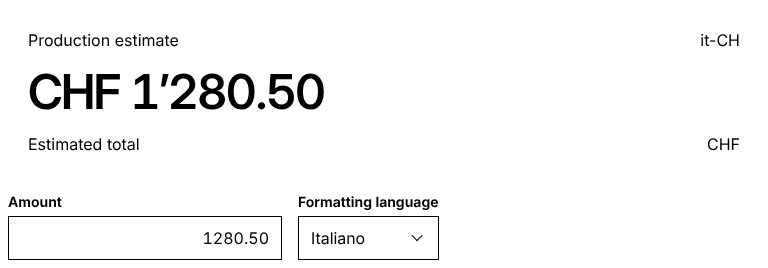 Production estimate it-CH
CHF 1’280.50
Estimated total CHF
Amount Formatting language
1280.50 Italiano